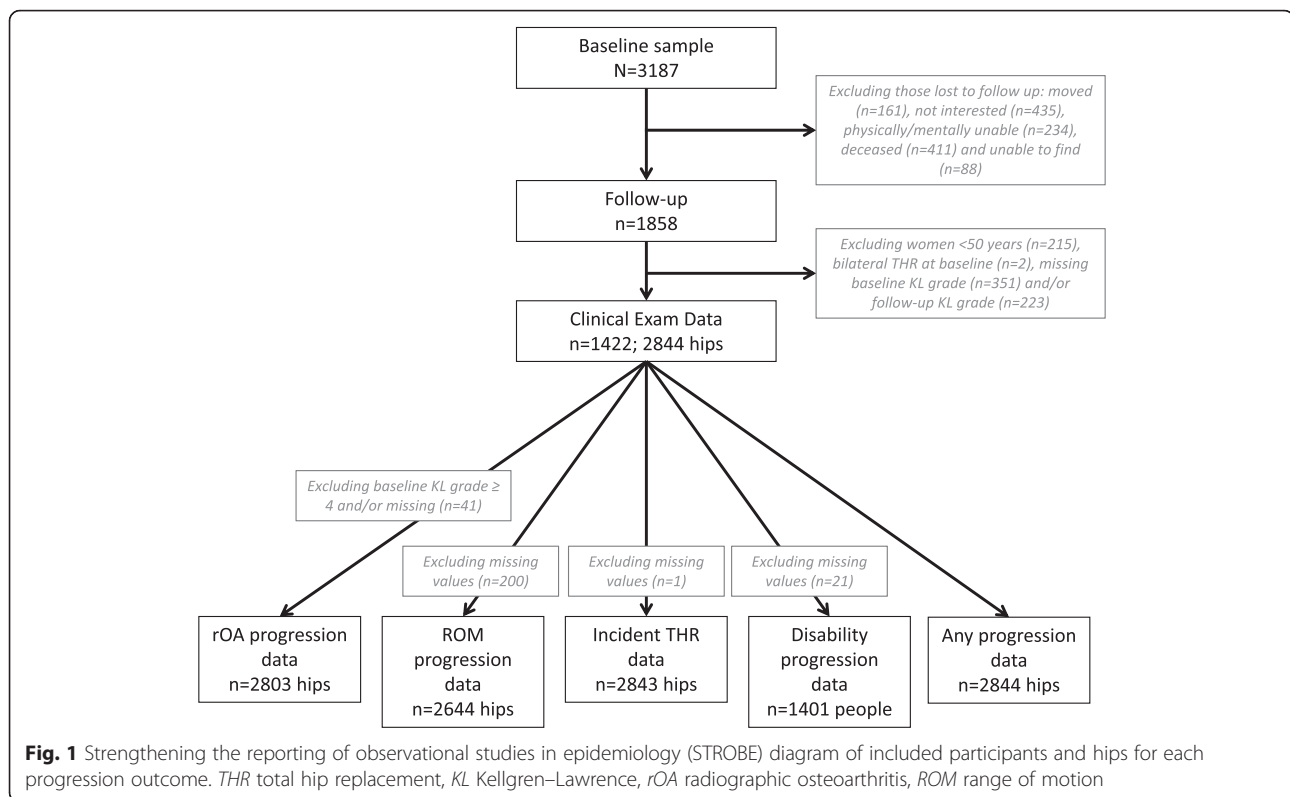 Baseline sample
N=3187
Excluding those lost to follow up: moved
(n=161), not interested (n=435),
physically/mentally unable (n=234),
deceased (n=411) and unable to find
(n=88)
Follow-up
n=1858
Excluding women <50 years (n=215),
bilateral THR at baseline (n=2), missing
baseline KL grade (n=351) and/or
follow-up KL grade (n=223)
Clinical Exam Data
n=1422; 2844 hips
Excluding baseline KL grade ≥
4 and/or missing (n=41)
Excluding missing
values (n=200)
Excluding missing
values (n=1)
Excluding missing
values (n=21)
rOA progression
data
n=2803 hips
ROM
progression
data
n=2644 hips
Incident THR
data
n=2843 hips
Disability
progression
data
n=1401 people
Any progression
data
n=2844 hips
Fig. 1 Strengthening the reporting of observational studies in epidemiology (STROBE) diagram of included participants and hips for each
progression outcome. THR total hip replacement, KL Kellgren–Lawrence, rOA radiographic osteoarthritis, ROM range of motion